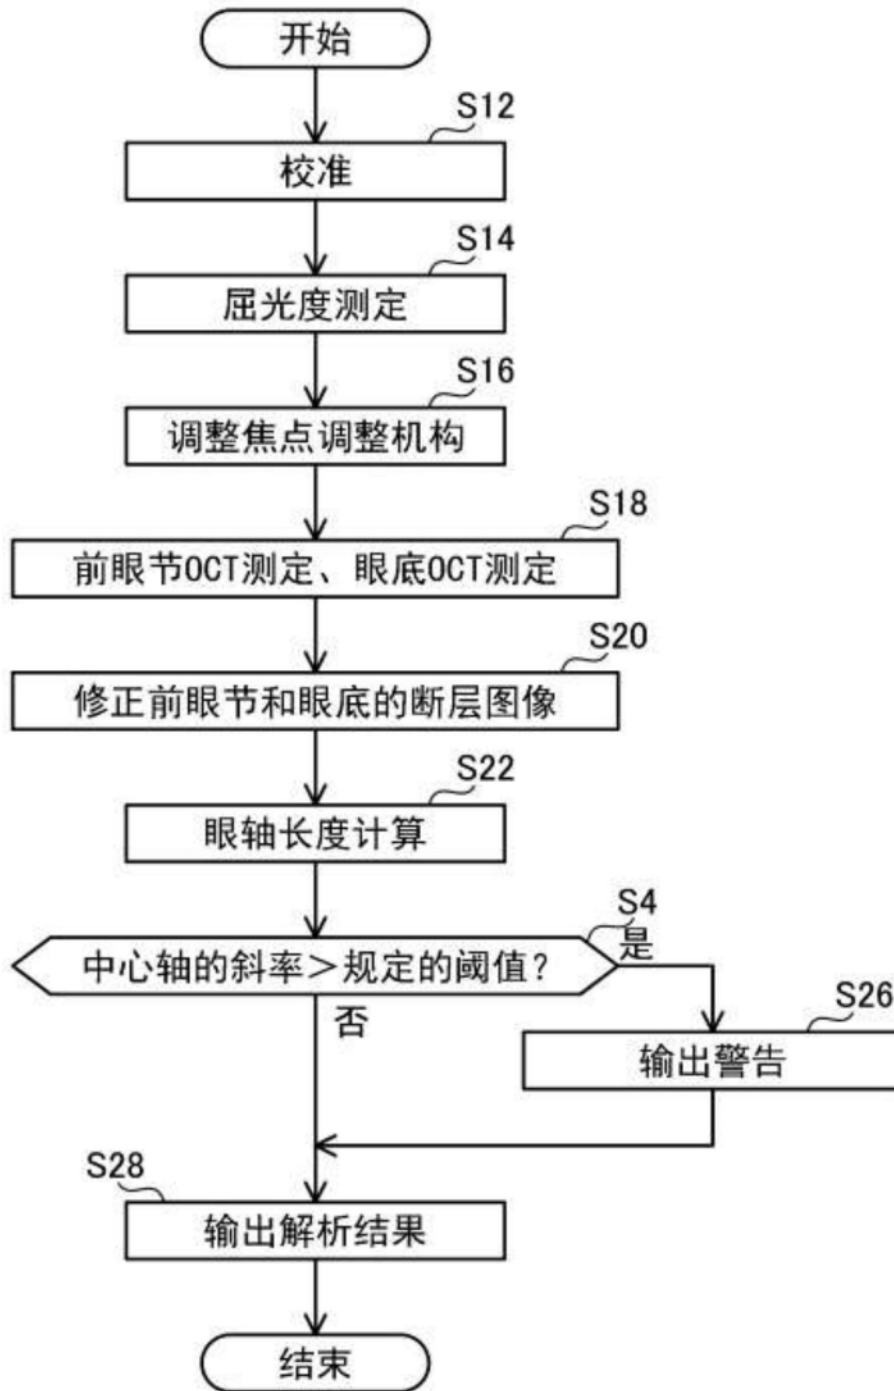 开始
S12
校准
S14
屈光度测定
S16
调整焦点调整机构
S18
前眼节OCT测定、眼底OCT测定
S20
修正前眼节和眼底的断层图像
S22
眼轴长度计算
S4
中心轴的斜率>规定的阈值?
是
否
S26
输出警告
S28
输出解析结果
结束